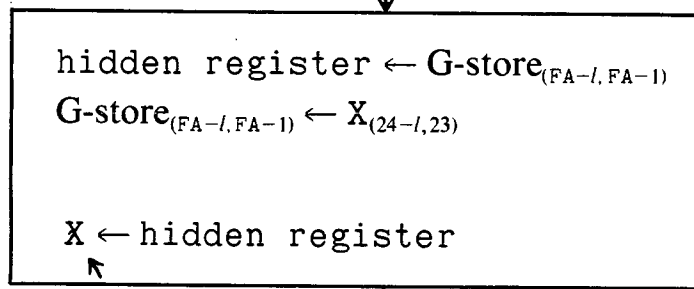 hidden register ← G-store(FA−l, FA−1)
G-store(FA−l, FA−1) ← X(24−l,23)
X ← hidden register